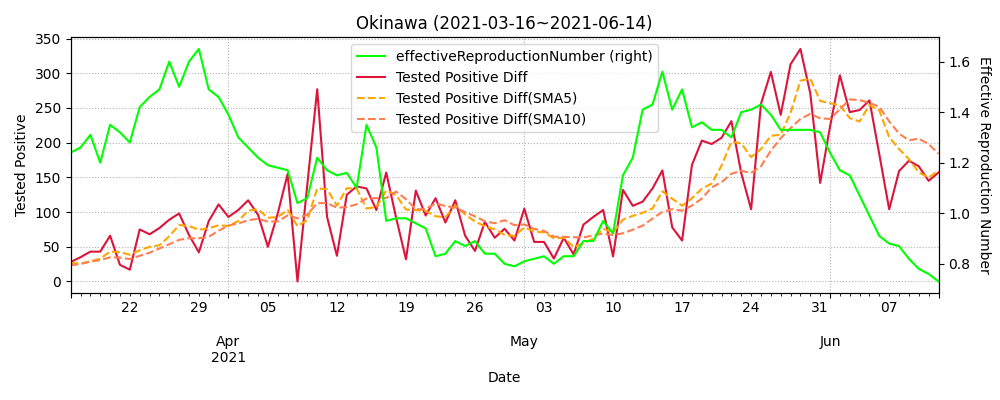 Okinawa (2021-03-16~2021-06-14)
effectiveReproductionNumber (right)
Tested Positive Diff
Tested Positive Diff(SMA5)
Tested Positive Diff(SMA10)
Tested Positive
350
300
250
200
150
100
50
0
1.6
1.4
1.2
1.0
0.8
Effective Reproduction Number
22 29 05 12 19 26 03 10 17 24 31 07
Apr May Jun
2021
Date